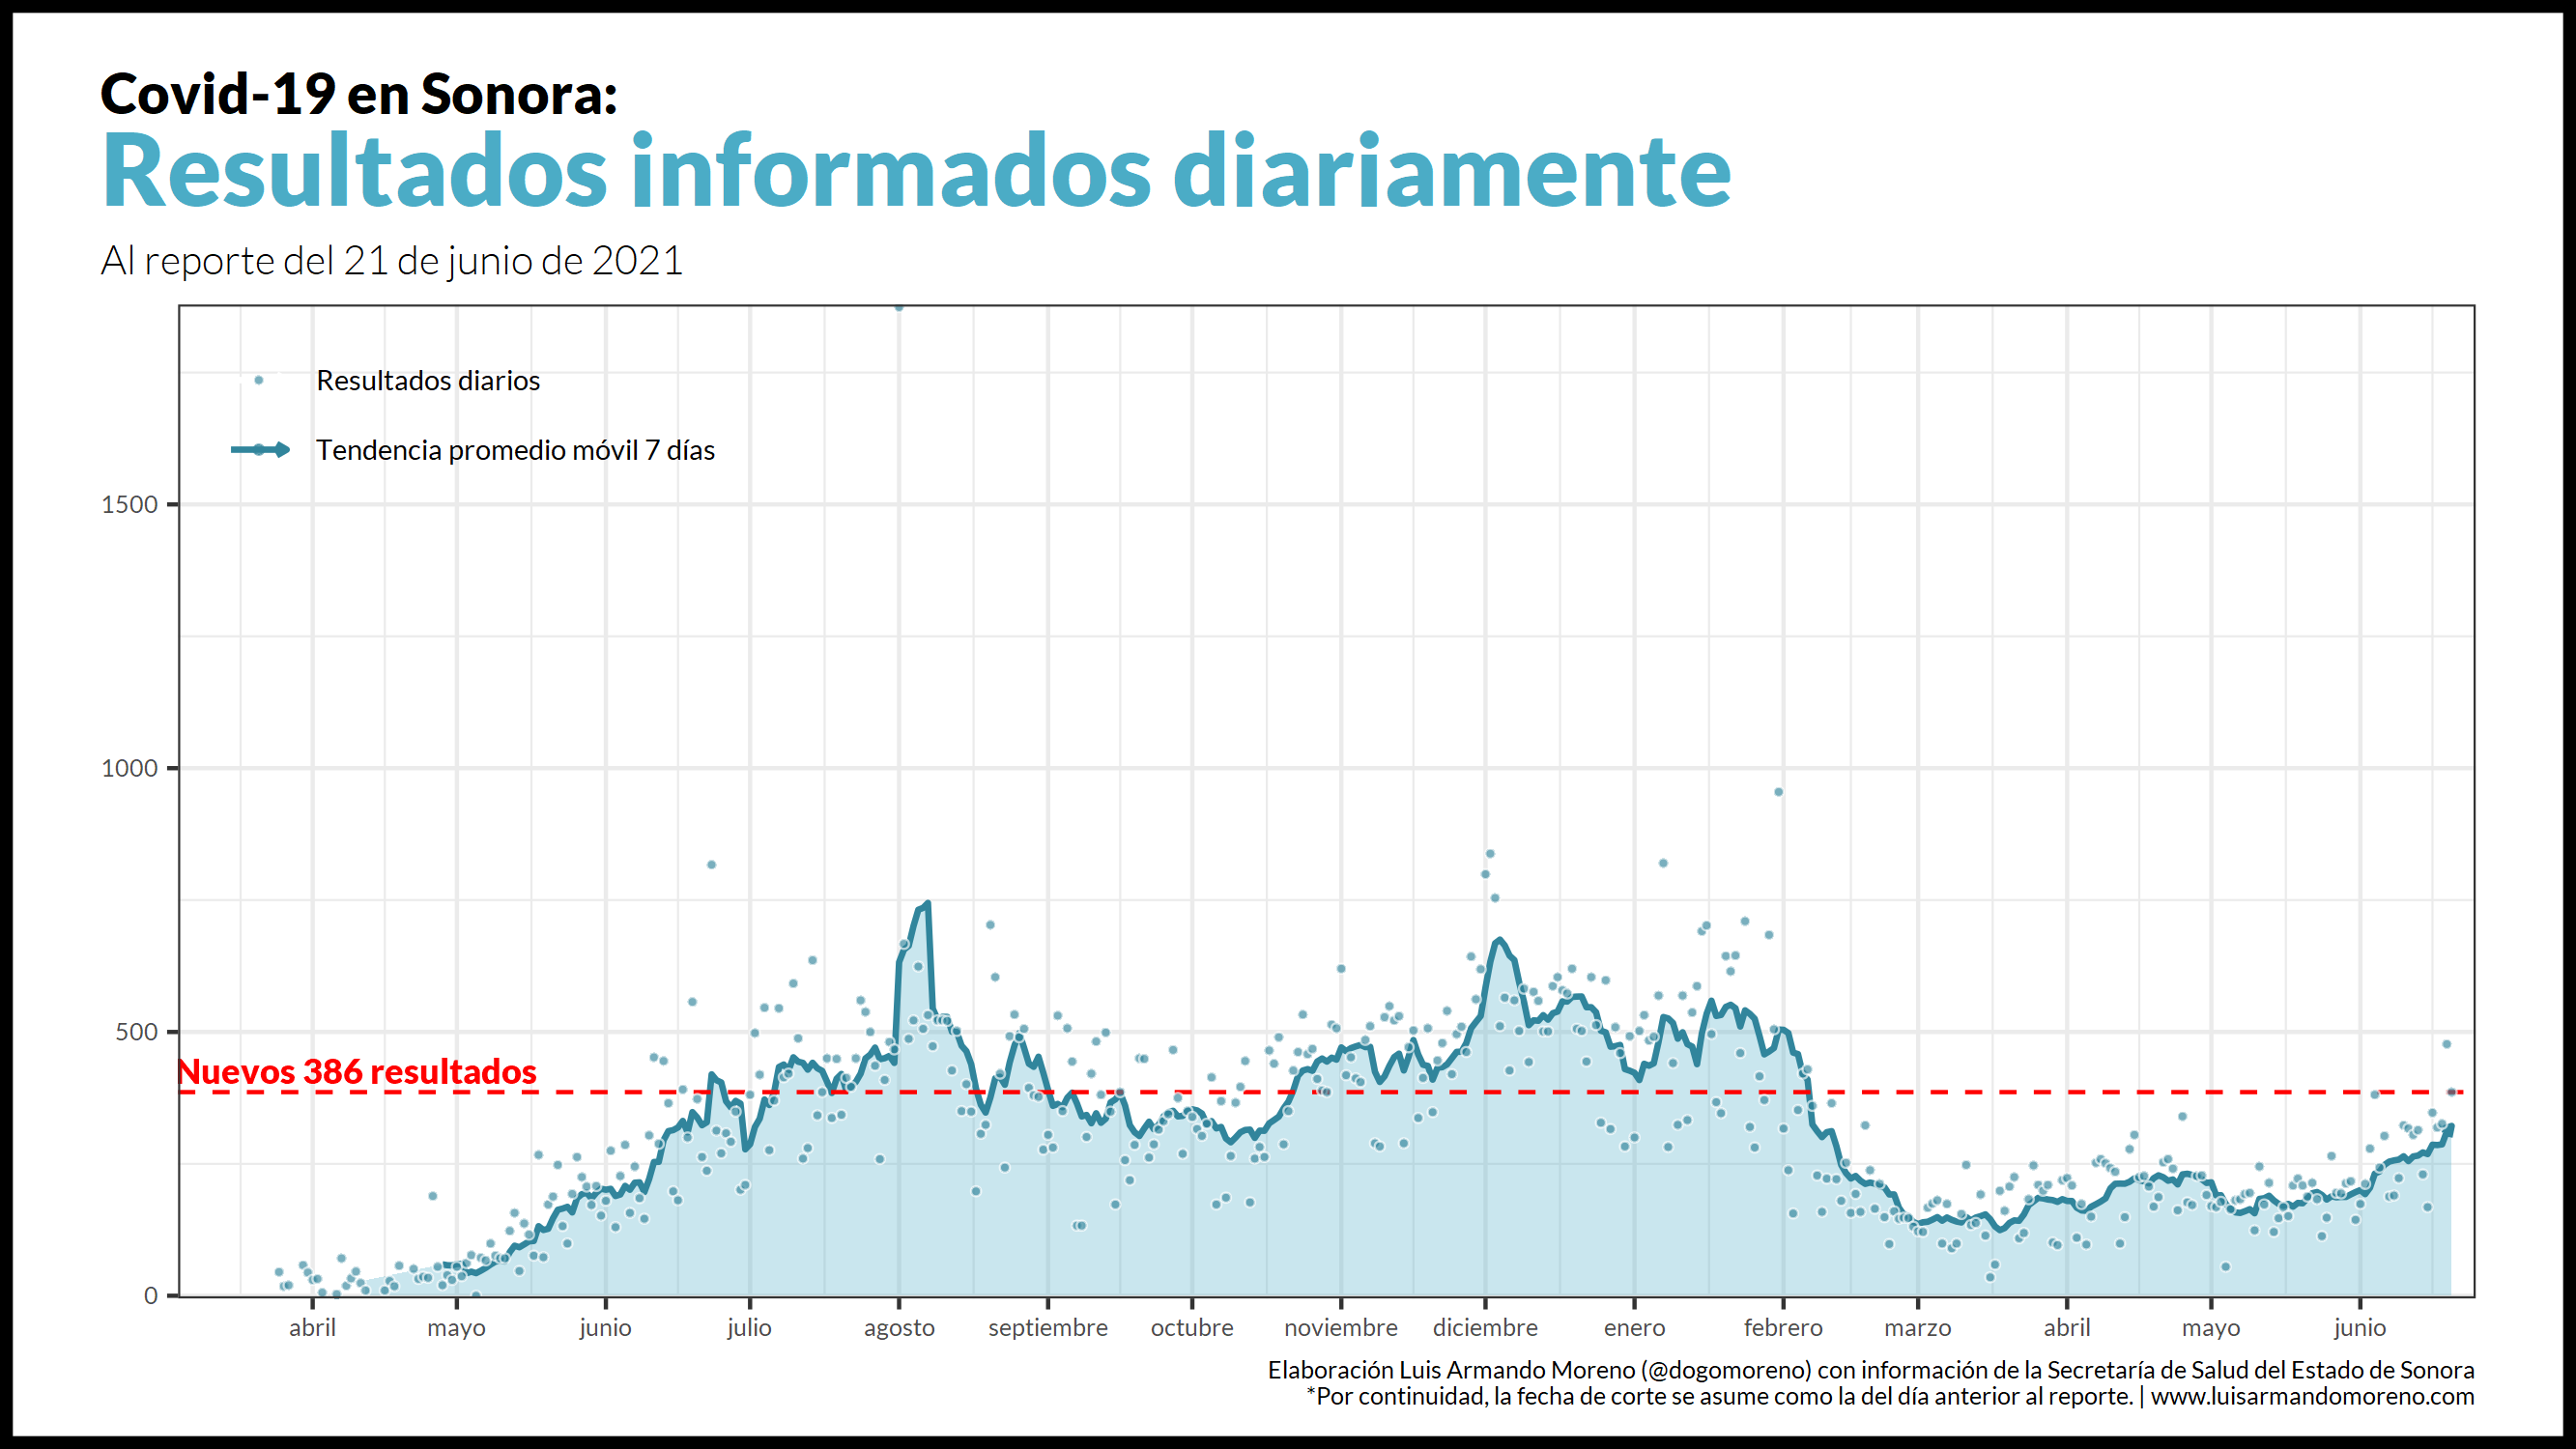 Covid-19 en Sonora:
Resultados informados diariamente
Al reporte del 21 de junio de 2021
Resultados diarios
Tendencia promedio móvil 7 días
1500
1000
500
0
Nuevos 386 resultados
abril mayo junio julio agosto septiembre octubre noviembre diciembre enero febrero marzo abril mayo junio
Elaboración Luis Armando Moreno (@dogomoreno) con información de la Secretaría de Salud del Estado de Sonora
*Por continuidad, la fecha de corte se asume como la del día anterior al reporte. | www.luisarmandomoreno.com